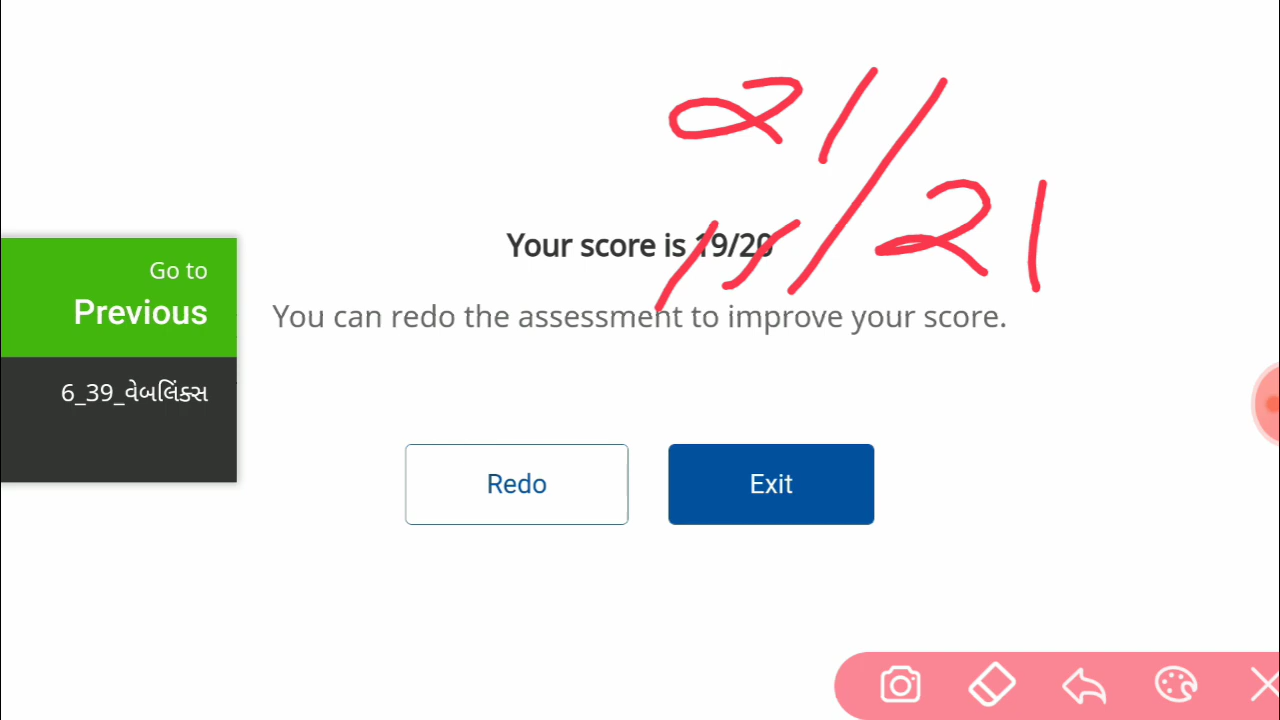 21/21
Your score is 19/20
Go to
Previous
You can redo the assessment to improve your score.
6_39_વેબલિંક્સ
Redo
Exit